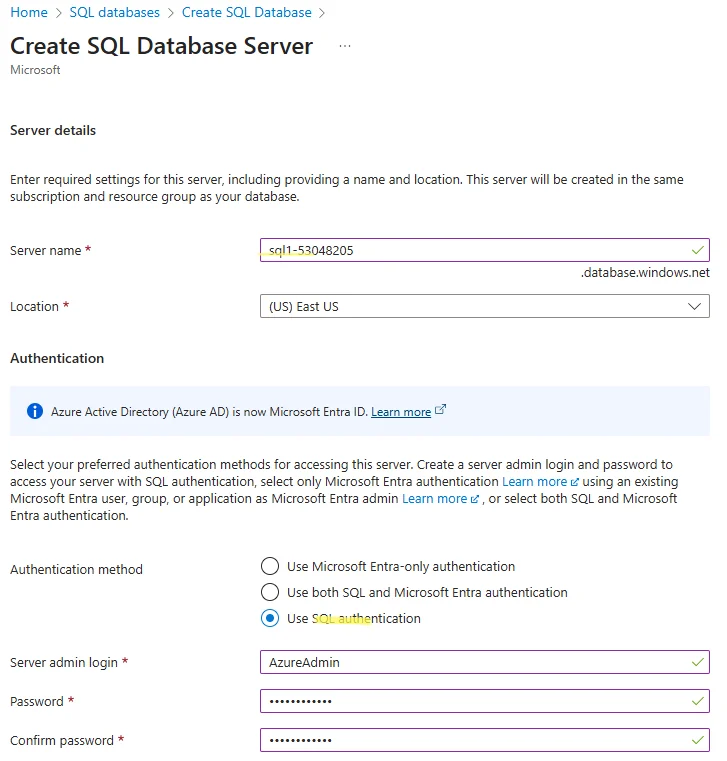 Home > SQL databases > Create SQL Database >
Create SQL Database Server ...
Microsoft
Server details
Enter required settings for this server, including providing a name and location. This server will be created in the same
subscription and resource group as your database.
Server name * sql1-53048205
.database.windows.net
Location * (US) East US
Authentication
Azure Active Directory (Azure AD) is now Microsoft Entra ID. Learn more
Select your preferred authentication methods for accessing this server. Create a server admin login and password to
access your server with SQL authentication, select only Microsoft Entra authentication Learn more using an existing
Microsoft Entra user, group, or application as Microsoft Entra admin Learn more , or select both SQL and Microsoft
Entra authentication.
Authentication method
Use Microsoft Entra-only authentication
Use both SQL and Microsoft Entra authentication
Use SQL authentication
Server admin login * AzureAdmin
Password * ••••••••••••
Confirm password * ••••••••••••